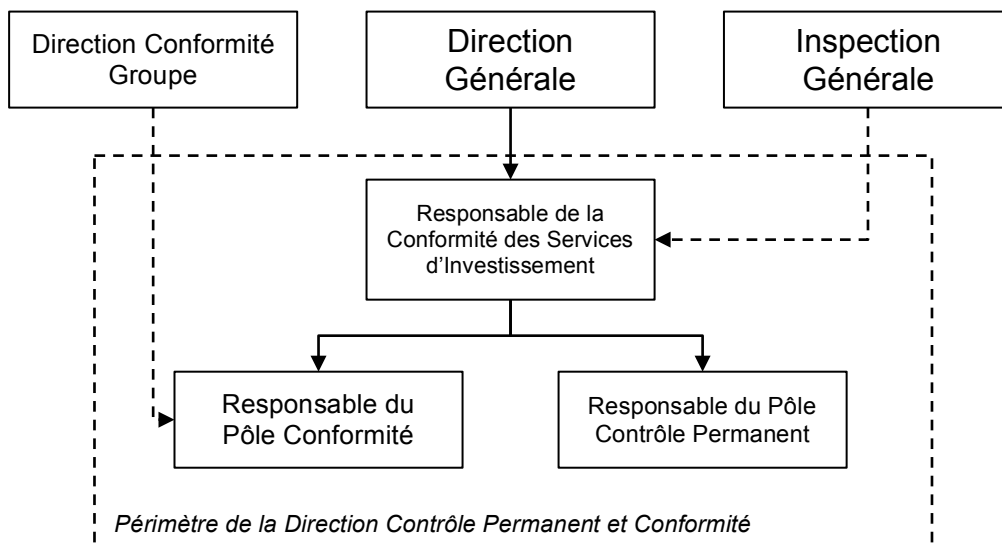 Direction Conformité
Groupe
Direction
Générale
Inspection
Générale
Responsable de la
Conformité des Services
d’Investissement
Responsable du
Pôle Conformité
Responsable du Pôle
Contrôle Permanent
Périmètre de la Direction Contrôle Permanent et Conformité